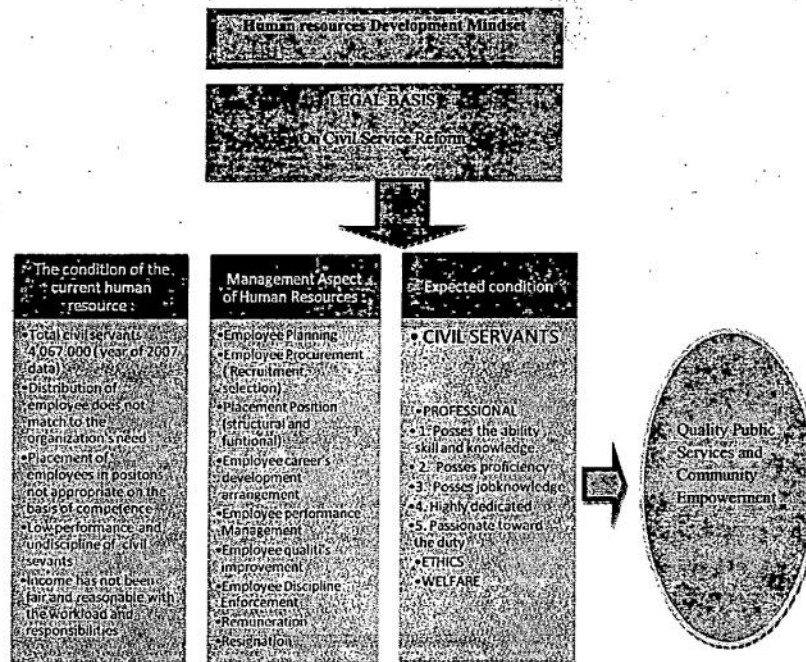 Human resources Development Mindset
LEGAL BASIS
On Civil Service Reform
The condition of the
current human
resource :
•Total civil servants
4,067,000 (year of 2007
data)
•Distribution of
employee does not
match to the
organization's need
•Placement of
employees in positons
not appropriate on the
basis of competence
•Low performance and
undiscipline of civil
sevants
•Income has not been
fair and reasonable with
the workload and
responsibilities
Management Aspect
of Human Resources :
•Employee Planning
•Employee Procurement
(Recruitment,
selection)
•Placement Position
(structural and
funtional)
•Employee career's
development
arrangement
•Employee performance
Management
•Employee qualiti's
improvement
•Employee Discipline
Enforcement
•Remuneration
•Resignation
Expected condition
• CIVIL SERVANTS
•PROFESSIONAL
•1. Posses the ability
skill and knowledge
•2. Posses proficiency
•3. Posses jobknowledge
•4. Highly dedicated
•5. Passionate toward
the duty
•ETHICS
•WELFARE
Quality Public
Services and
Community
Empowerment